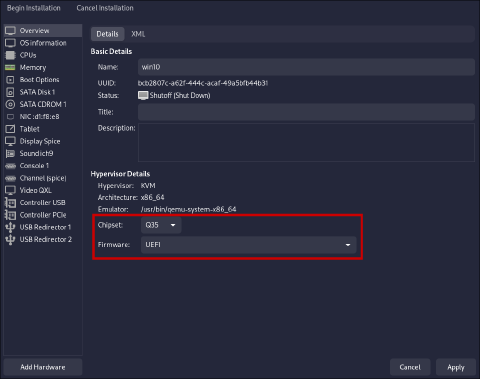 Begin Installation Cancel Installation
Overview
OS information
CPUs
Memory
Boot Options
SATA Disk 1
SATA CDROM 1
NIC :d1:f8:e8
Tablet
Display Spice
Sound ich9
Console 1
Channel (spice)
Video QXL
Controller USB
Controller PCIe
USB Redirector 1
USB Redirector 2
Add Hardware
Details XML
Basic Details
Name: win10
UUID: bcb2807c-a62f-444c-acaf-49a5bfb44b31
Status: Shutoff (Shut Down)
Title:
Description:
Hypervisor Details
Hypervisor: KVM
Architecture: x86_64
Emulator: /usr/bin/qemu-system-x86_64
Chipset: Q35
Firmware: UEFI
Cancel Apply